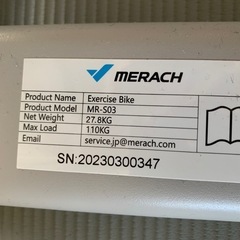 MERACH
Product Name Exercise Bike
Product Model MR-S03
Net Weight 27.8KG
Max Load 110KG
Email service.jp@merach.com
SN:20230300347